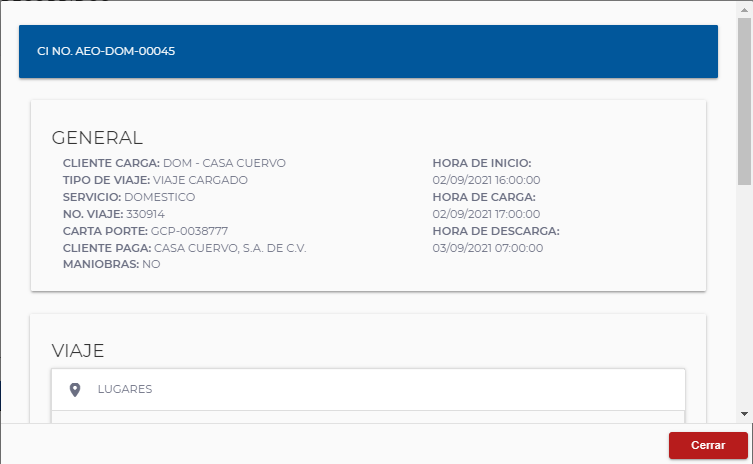 CI NO. AEO-DOM-00045
GENERAL
CLIENTE CARGA: DOM - CASA CUERVO
TIPO DE VIAJE: VIAJE CARGADO
SERVICIO: DOMESTICO
NO. VIAJE: 330914
CARTA PORTE: GCP-0038777
CLIENTE PAGA: CASA CUERVO, S.A. DE C.V.
MANIOBRAS: NO
HORA DE INICIO:
02/09/2021 16:00:00
HORA DE CARGA:
02/09/2021 17:00:00
HORA DE DESCARGA:
03/09/2021 07:00:00
VIAJE
LUGARES
Cerrar